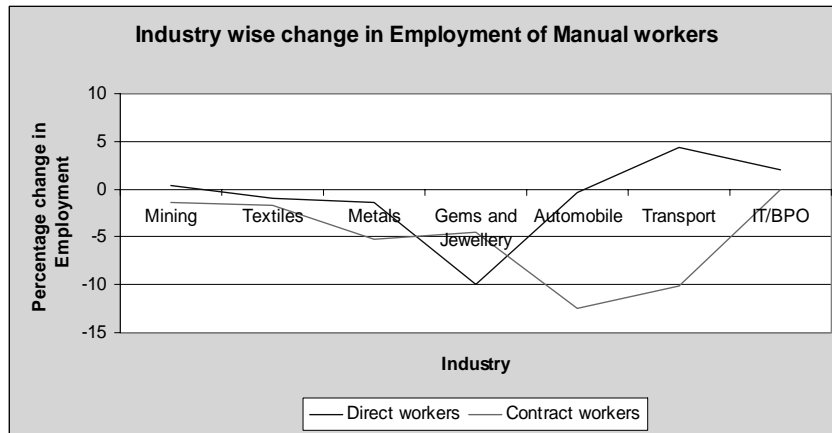 Industry wise change in Employment of Manual workers
Percentage change in
Employment
10
5
0
-5
-10
-15
Mining
Textiles
Metals
Gems and
Jewellery
Automobile
Transport
IT/BPO
Industry
Direct workers
Contract workers